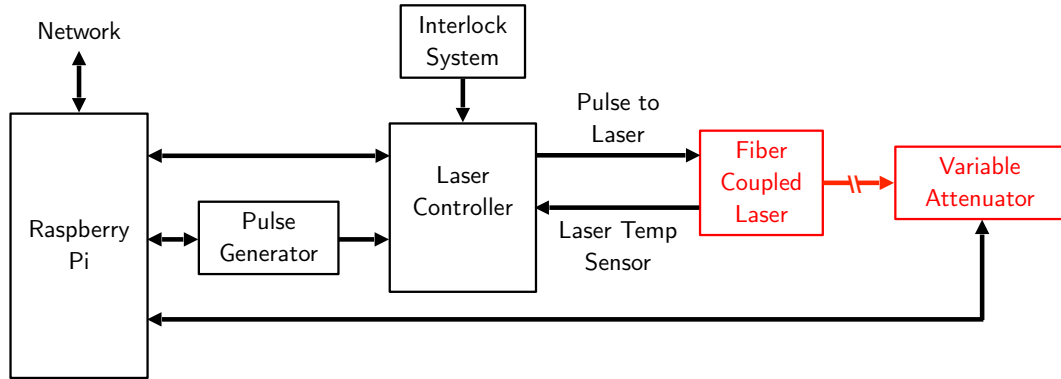 Network
Interlock
System
Pulse to
Laser
Fiber
Coupled
Laser
Variable
Attenuator
Laser
Controller
Raspberry
Pi
Pulse
Generator
Laser Temp
Sensor